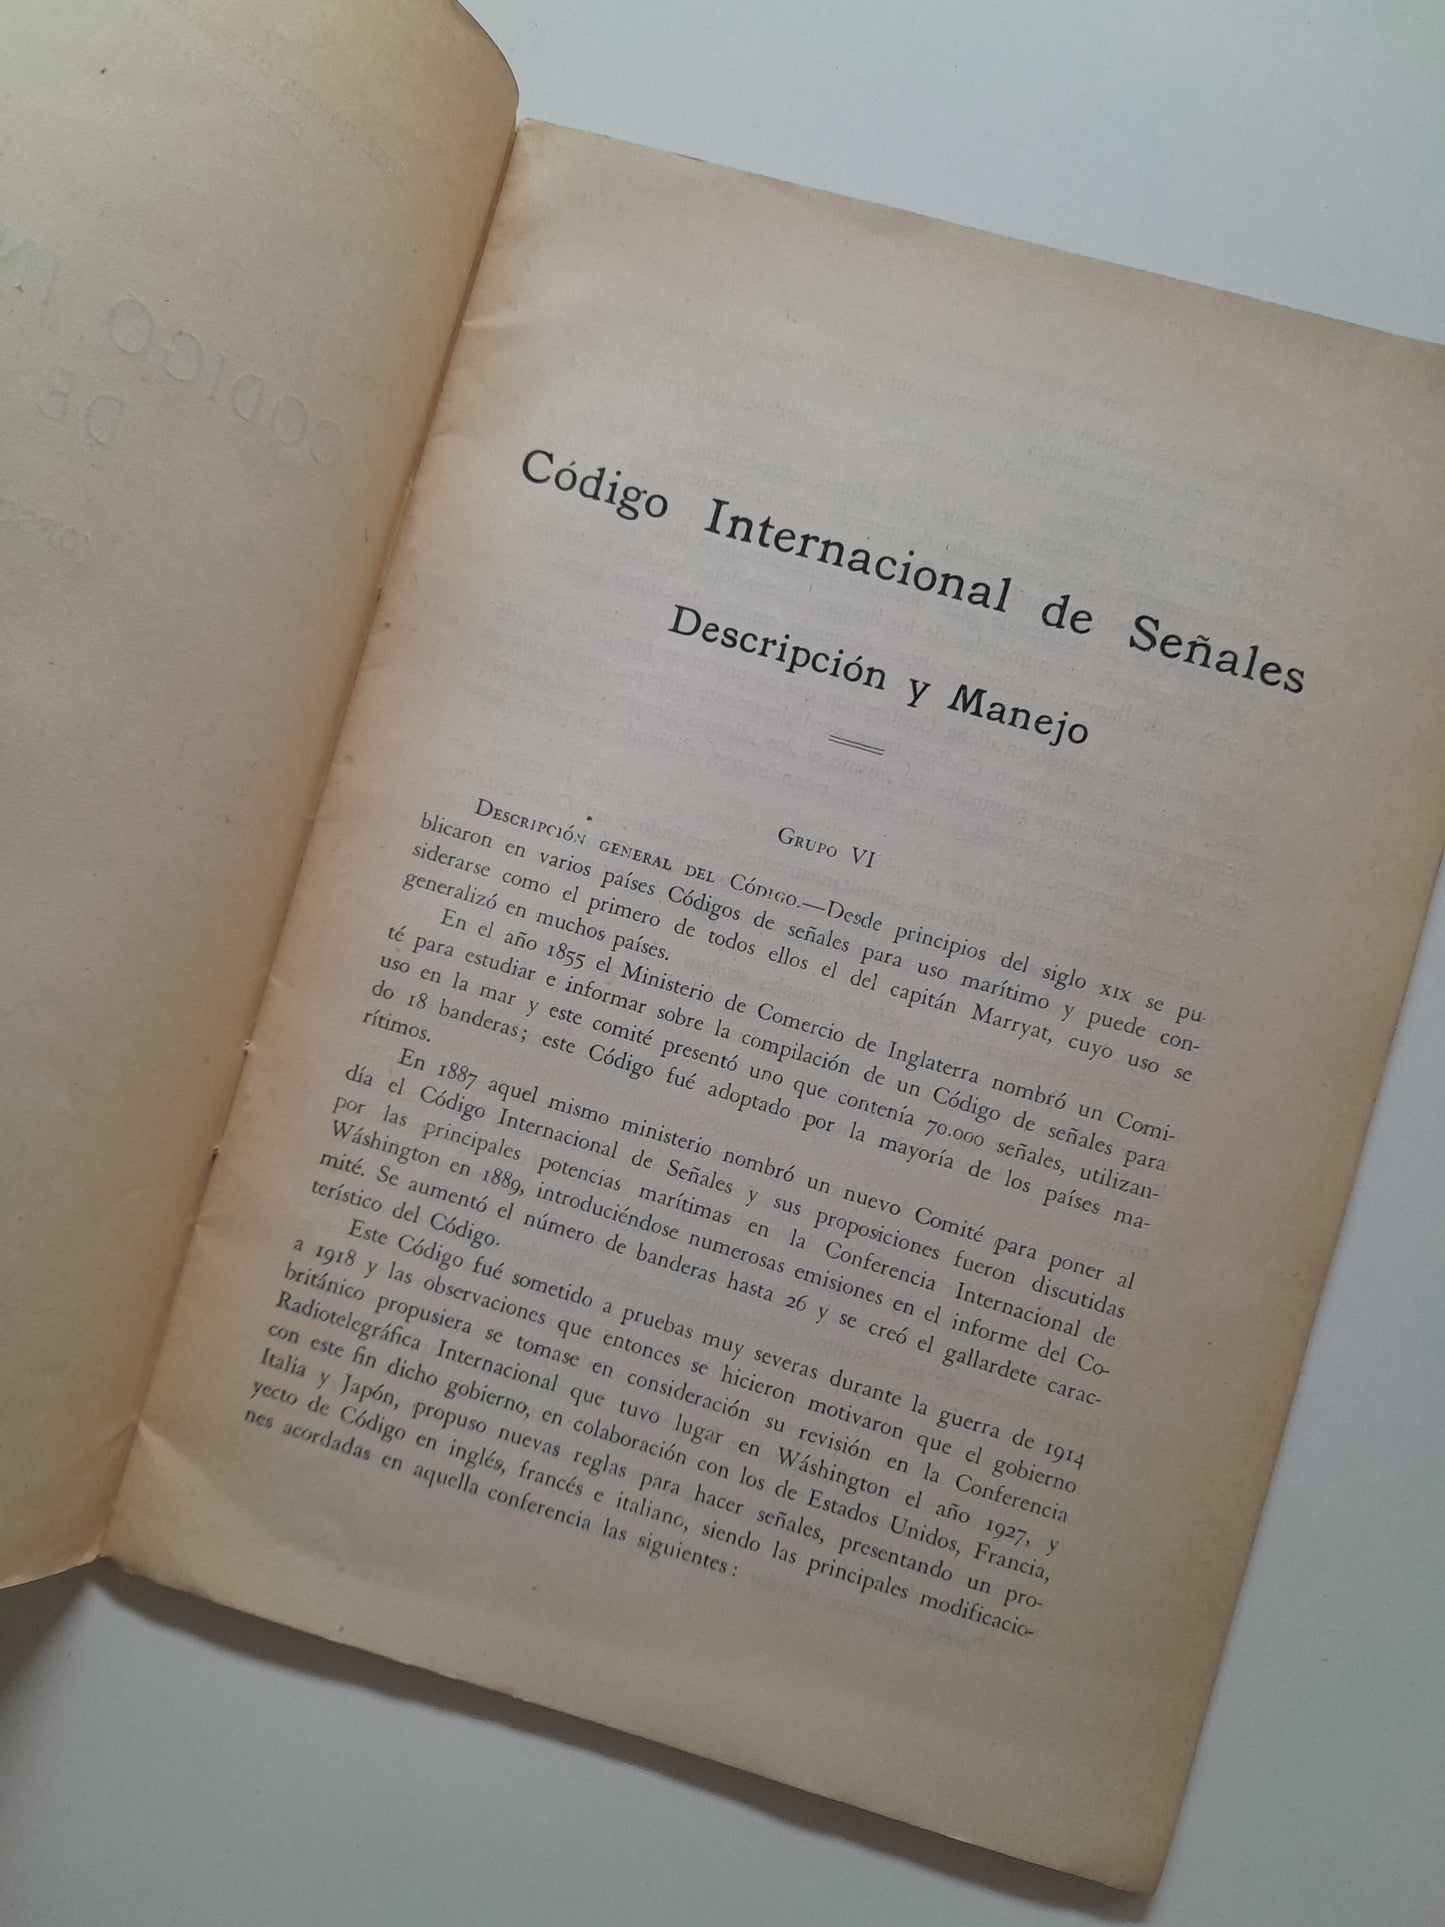 Código Internacional de Señales
Descripción y Manejo
Grupo VI
Descripción general del Código.—Desde principios del siglo xix se pu-
blicaron en varios países Códigos de señales para uso marítimo y puede con-
siderarse como el primero de todos ellos el del capitán Marryat, cuyo uso se
generalizó en muchos países.
En el año 1855 el Ministerio de Comercio de Inglaterra nombró un Comi-
té para estudiar e informar sobre la compilación de un Código de señales para
uso en la mar y este comité presentó uno que contenía 70.000 señales, utilizan-
do 18 banderas; este Código fué adoptado por la mayoría de los países ma-
rítimos.
En 1887 aquel mismo ministerio nombró un nuevo Comité para poner al
día el Código Internacional de Señales y sus proposiciones fueron discutidas
por las principales potencias marítimas en la Conferencia Internacional de
Wáshington en 1889, introduciéndose numerosas emisiones en el informe del Co-
mité. Se aumentó el número de banderas hasta 26 y se creó el gallardete carac-
terístico del Código.
Este Código fué sometido a pruebas muy severas durante la guerra de 1914
a 1918 y las observaciones que entonces se hicieron motivaron que el gobierno
británico propusiera se tomase en consideración su revisión en la Conferencia
Radiotelegráfica Internacional que tuvo lugar en Wáshington el año 1927, y
con este fin dicho gobierno, en colaboración con los de Estados Unidos, Francia,
Italia y Japón, propuso nuevas reglas para hacer señales, presentando un pro-
yecto de Código en inglés, francés e italiano, siendo las principales modificacio-
nes acordadas en aquella conferencia las siguientes: